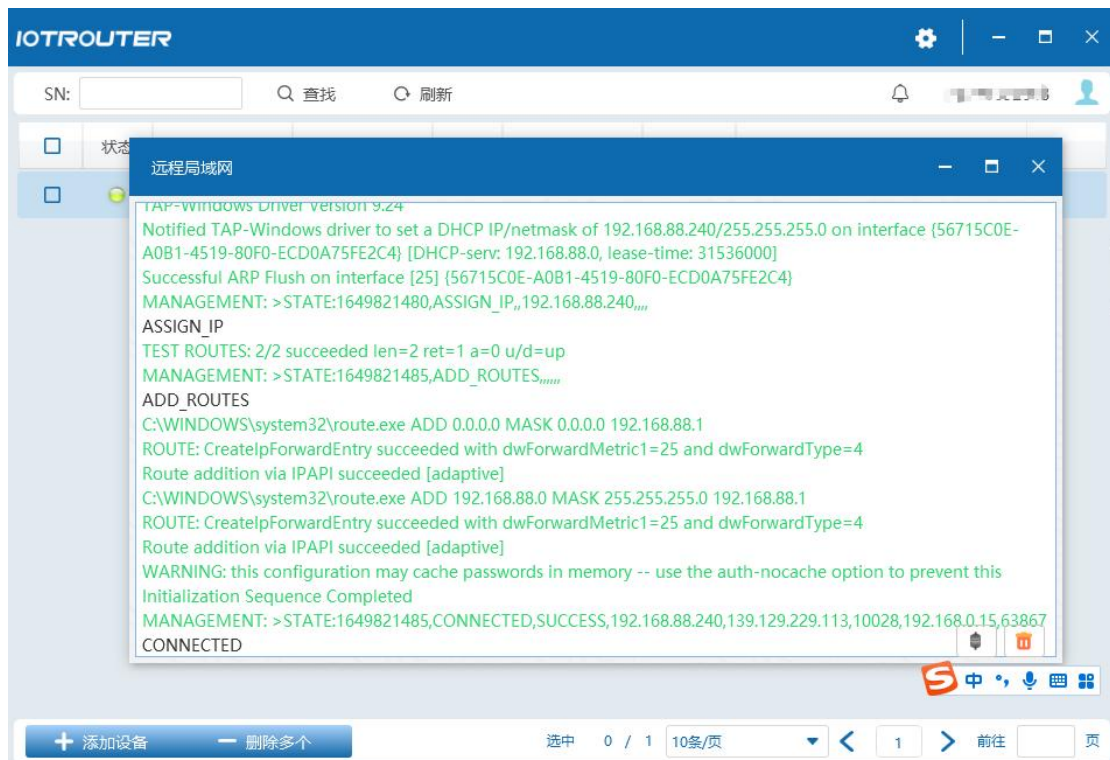 IOTROUTER
SN:
查找
刷新
状态
远程局域网
TAP-Windows Driver Version 9.24
Notified TAP-Windows driver to set a DHCP IP/netmask of 192.168.88.240/255.255.255.0 on interface {56715C0E-
A0B1-4519-80F0-ECD0A75FE2C4} [DHCP-serv: 192.168.88.0, lease-time: 31536000]
Successful ARP Flush on interface [25] {56715C0E-A0B1-4519-80F0-ECD0A75FE2C4}
MANAGEMENT: >STATE:1649821480,ASSIGN_IP,,192.168.88.240,,,,
ASSIGN_IP
TEST ROUTES: 2/2 succeeded len=2 ret=1 a=0 u/d=up
MANAGEMENT: >STATE:1649821485,ADD_ROUTES,,,,,,
ADD_ROUTES
C:\WINDOWS\system32\route.exe ADD 0.0.0.0 MASK 0.0.0.0 192.168.88.1
ROUTE: CreateIpForwardEntry succeeded with dwForwardMetric1=25 and dwForwardType=4
Route addition via IPAPI succeeded [adaptive]
C:\WINDOWS\system32\route.exe ADD 192.168.88.0 MASK 255.255.255.0 192.168.88.1
ROUTE: CreateIpForwardEntry succeeded with dwForwardMetric1=25 and dwForwardType=4
Route addition via IPAPI succeeded [adaptive]
WARNING: this configuration may cache passwords in memory -- use the auth-nocache option to prevent this
Initialization Sequence Completed
MANAGEMENT: >STATE:1649821485,CONNECTED,SUCCESS,192.168.88.240,139.129.229.113,10028,192.168.0.15,63867
CONNECTED
中
添加设备
删除多个
选中 0 / 1
10条/页
1
前往
页